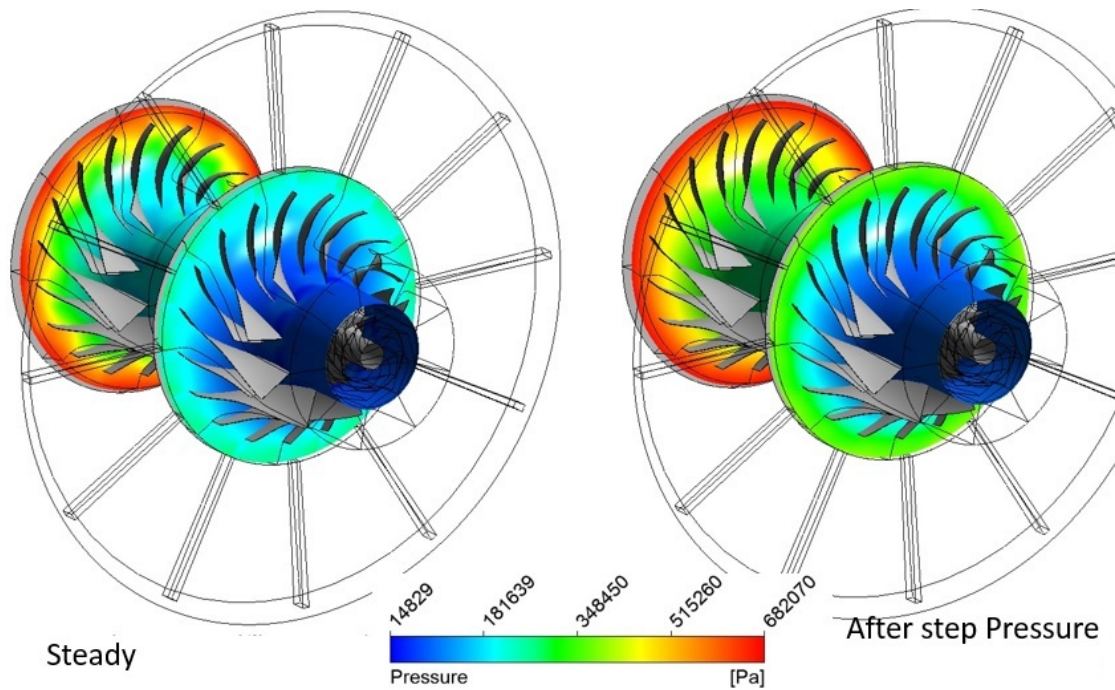 14829
181639
348450
515260
682070
Steady
After step Pressure
Pressure
[Pa]